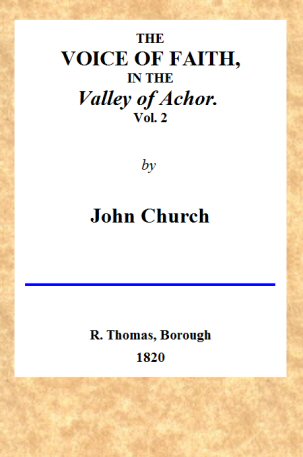 THE
VOICE OF FAITH,
IN THE
Valley of Achor.
Vol. 2
by
John Church
R. Thomas, Borough
1820